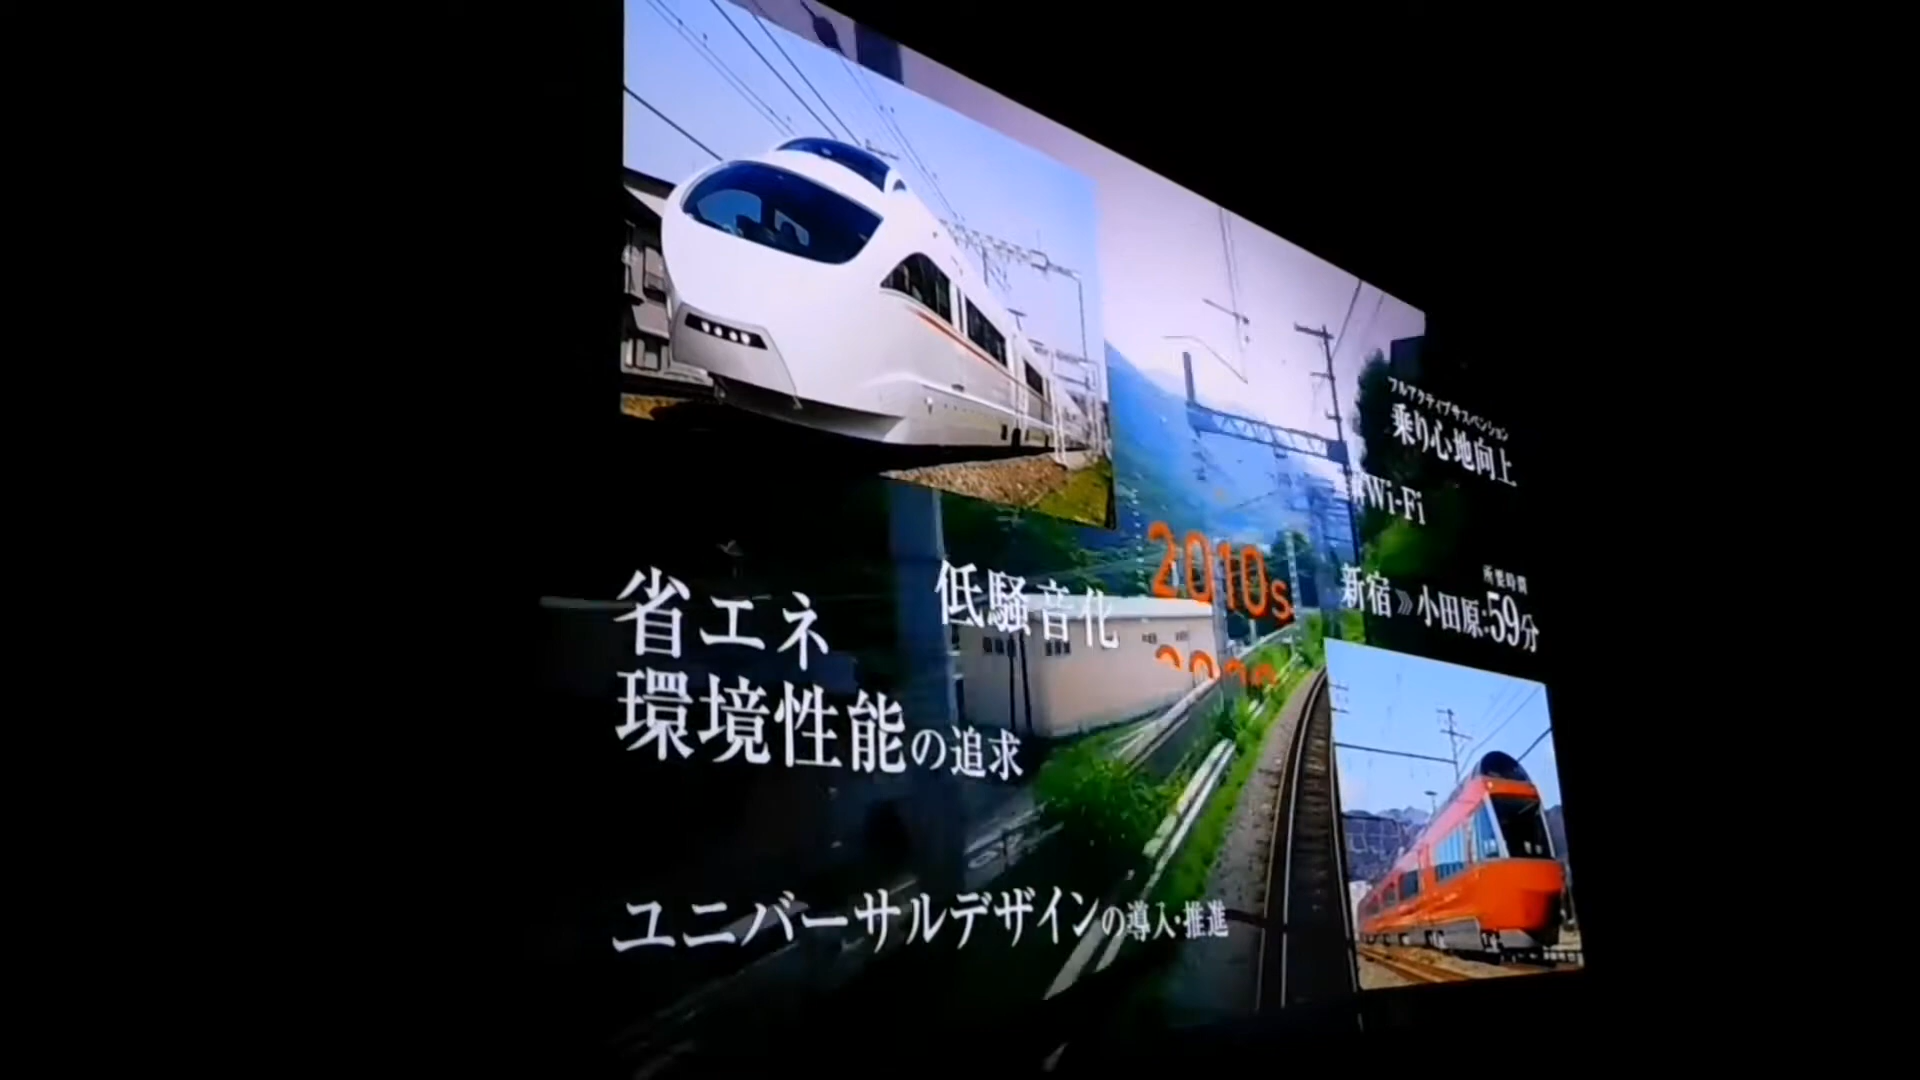 フルアクティブサスペンション
乗り心地向上
Wi-Fi
2010s
所要時間
新宿》小田原:59分
低騒音化
省エネ
環境性能の追求
ユニバーサルデザインの導入・推進